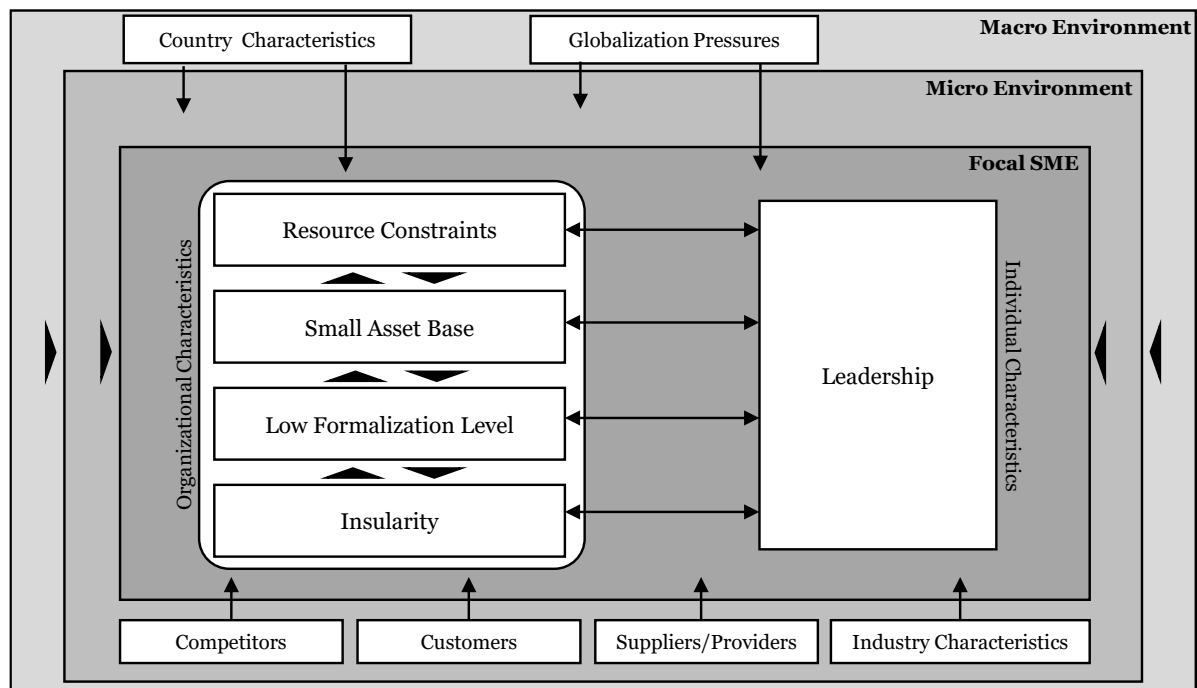 Macro Environment
Country Characteristics
Globalization Pressures
Micro Environment
Focal SME
Organizational Characteristics
Resource Constraints
Small Asset Base
Low Formalization Level
Insularity
Leadership
Individual Characteristics
Competitors
Customers
Suppliers/Providers
Industry Characteristics